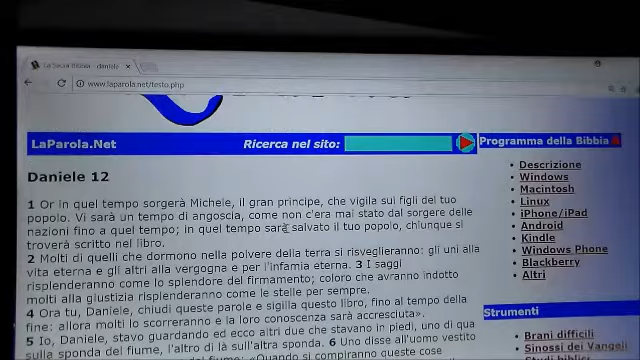 La Sacra Bibbia - daniele
www.laparola.net/testo.php
LaParola.Net
Ricerca nel sito:
Programma della Bibbia
Daniele 12
1 Or in quel tempo sorgerà Michele, il gran principe, che vigila sui figli del tuo
popolo. Vi sarà un tempo di angoscia, come non c'era mai stato dal sorgere delle
nazioni fino a quel tempo; in quel tempo sarà salvato il tuo popolo, chiunque si
troverà scritto nel libro.
2 Molti di quelli che dormono nella polvere della terra si risveglieranno: gli uni alla
vita eterna e gli altri alla vergogna e per l'infamia eterna. 3 I saggi
risplenderanno come lo splendore del firmamento; coloro che avranno indotto
molti alla giustizia risplenderanno come le stelle per sempre.
4 Ora tu, Daniele, chiudi queste parole e sigilla questo libro, fino al tempo della
fine: allora molti lo scorreranno e la loro conoscenza sarà accresciuta».
5 Io, Daniele, stavo guardando ed ecco altri due che stavano in piedi, uno di qua
sulla sponda del fiume, l'altro di là sull'altra sponda. 6 Uno disse all'uomo vestito
«Quando si compiranno queste cose
Descrizione
Windows
Macintosh
Linux
iPhone/iPad
Android
Kindle
Windows Phone
Blackberry
Altri
Strumenti
Brani difficili
Sinossi dei Vangeli
Studi biblici